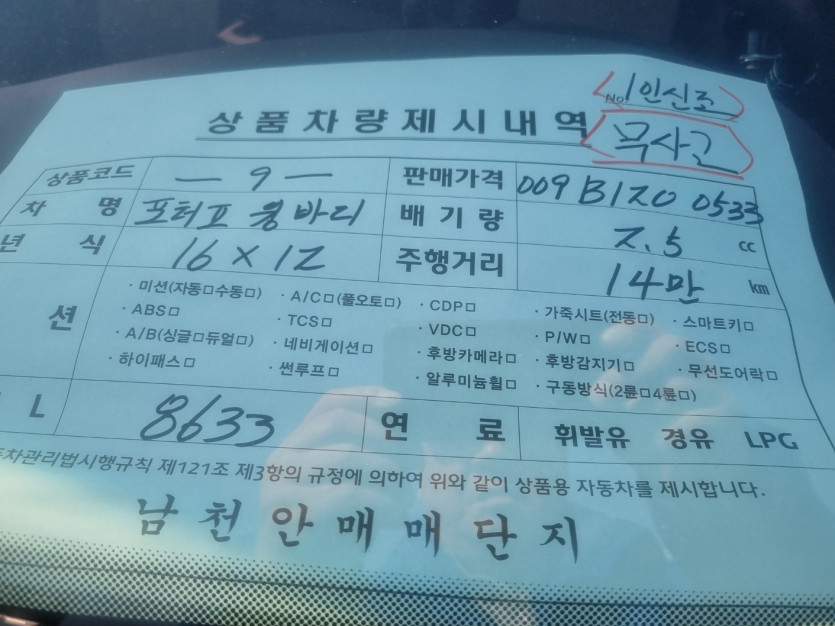 No. 1인신조
상품차량제시내역 무사고
상품코드 ― 9 ― 판매가격 009 B120 0533
차 명 포터Ⅱ 윙바디 배기량 2.5 cc
년 식 16 × 12 주행거리 14만 km
션
·미션(자동□수동□) ·A/C□(풀오토□) ·CDP□ ·가죽시트(전동□) ·스마트키□
·ABS□ ·TCS□ ·VDC□ ·P/W□ ·ECS□
·A/B(싱글□듀얼□) ·네비게이션□ ·후방카메라□ ·후방감지기□ ·무선도어락□
·하이패스□ ·썬루프□ ·알루미늄휠□ ·구동방식(2륜□4륜□)
L 8633 연 료 휘발유 경유 LPG
동차관리법시행규칙 제121조 제3항의 규정에 의하여 위와 같이 상품용 자동차를 제시합니다.
남천안매매단지